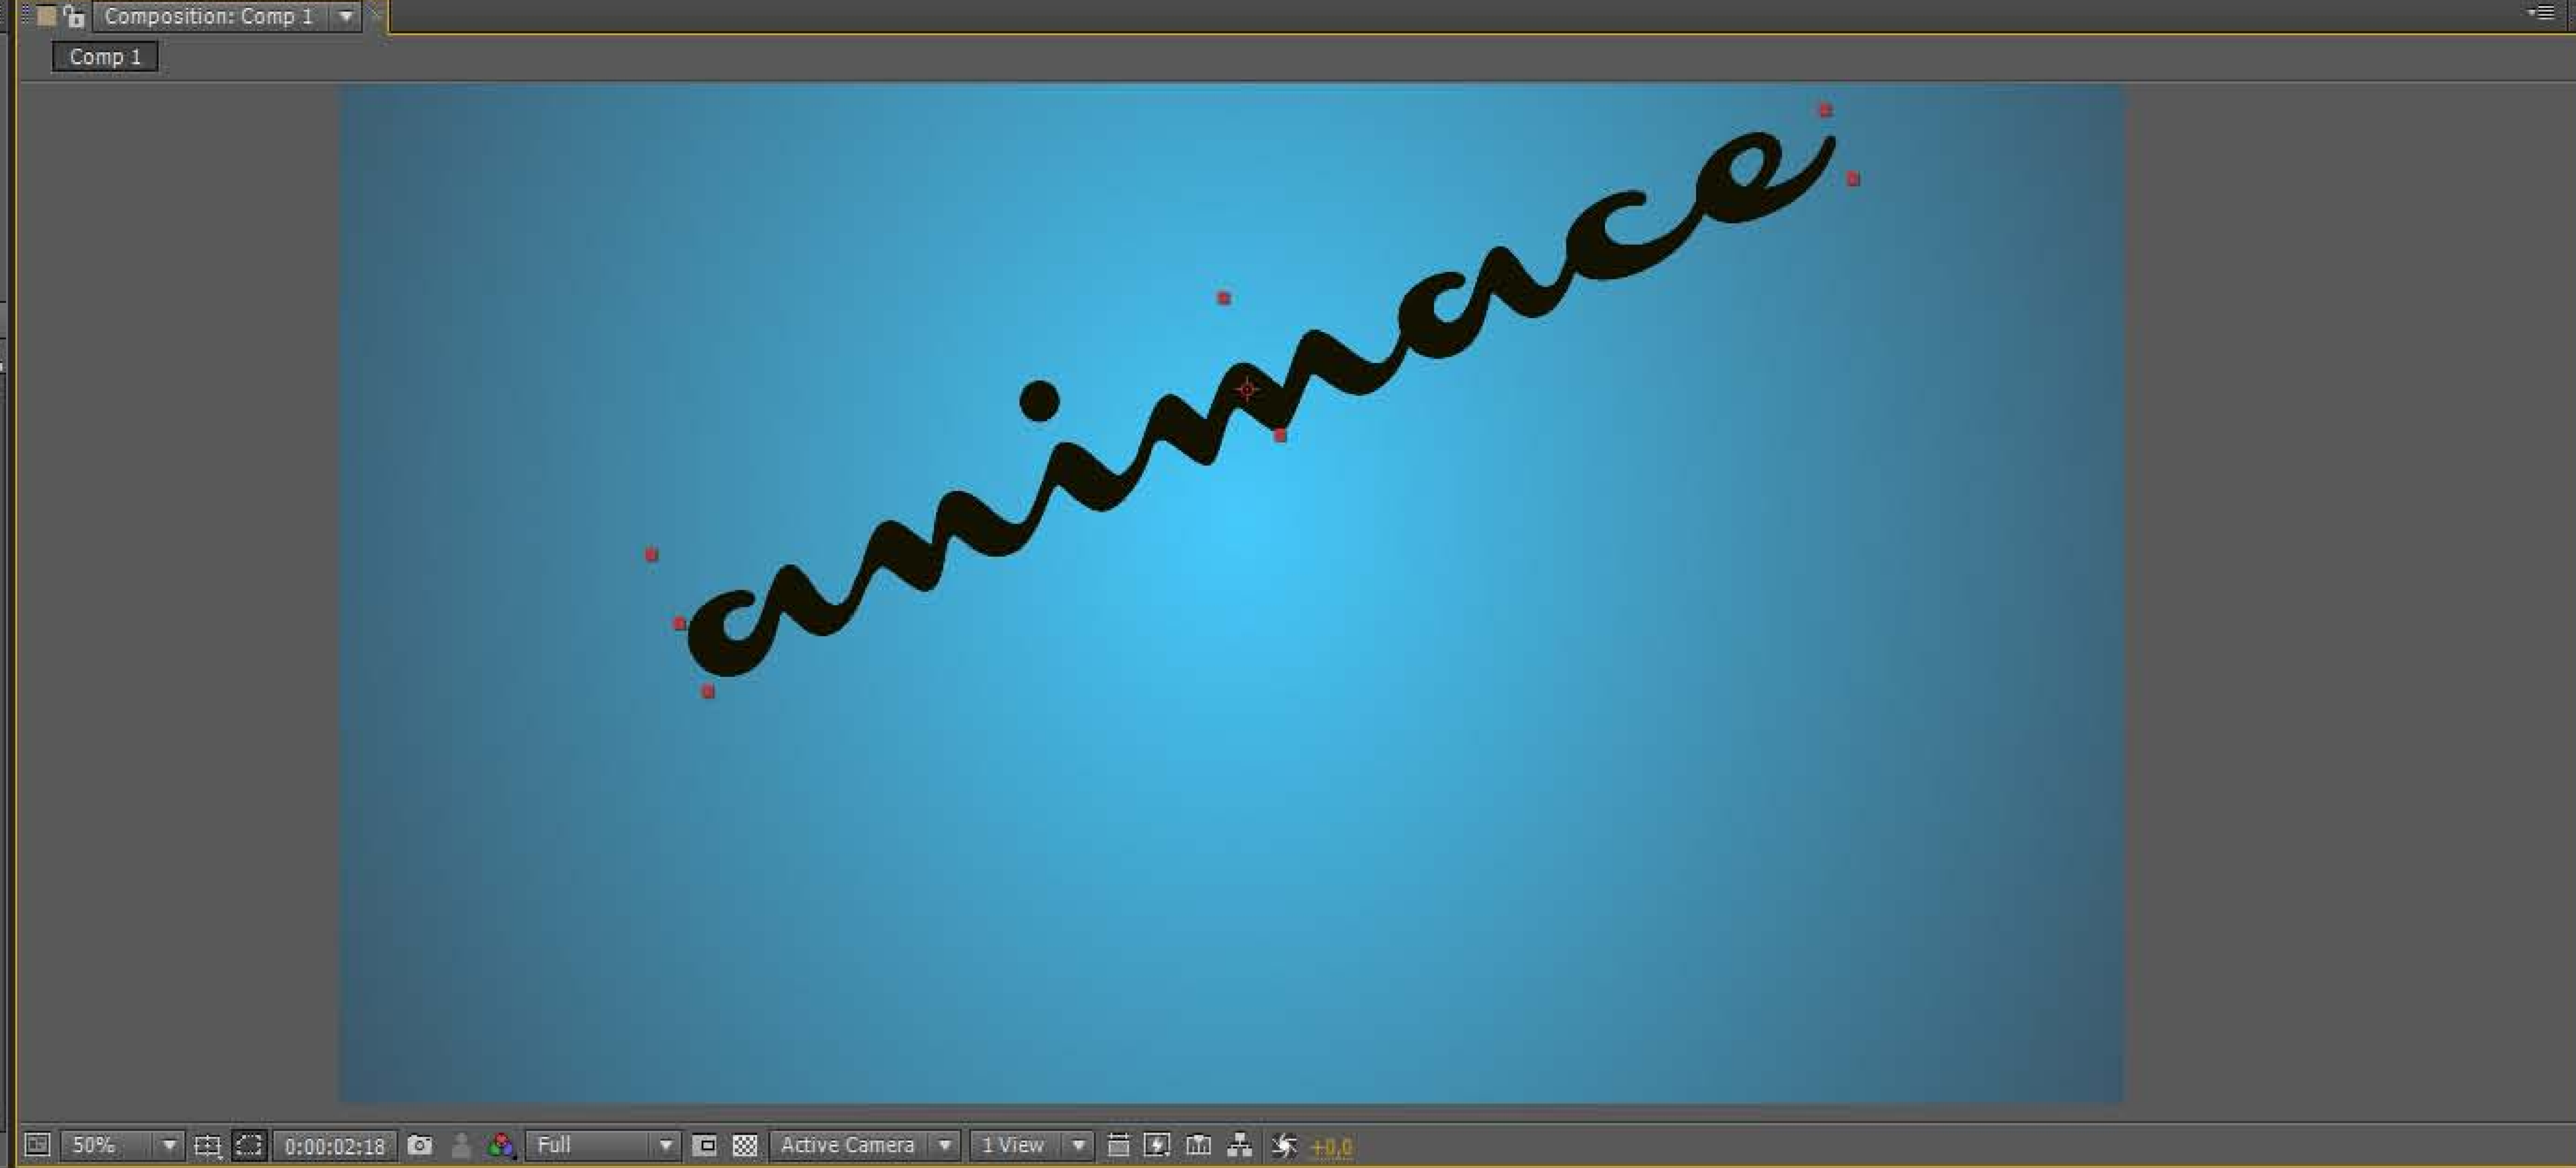 Composition: Comp 1
Comp 1
animace
50%
0:00:02:18
Full
Active Camera
1 View
+0,0